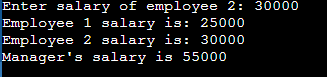 Enter salary of employee 2: 30000
Employee 1 salary is: 25000
Employee 2 salary is: 30000
Manager's salary is 55000